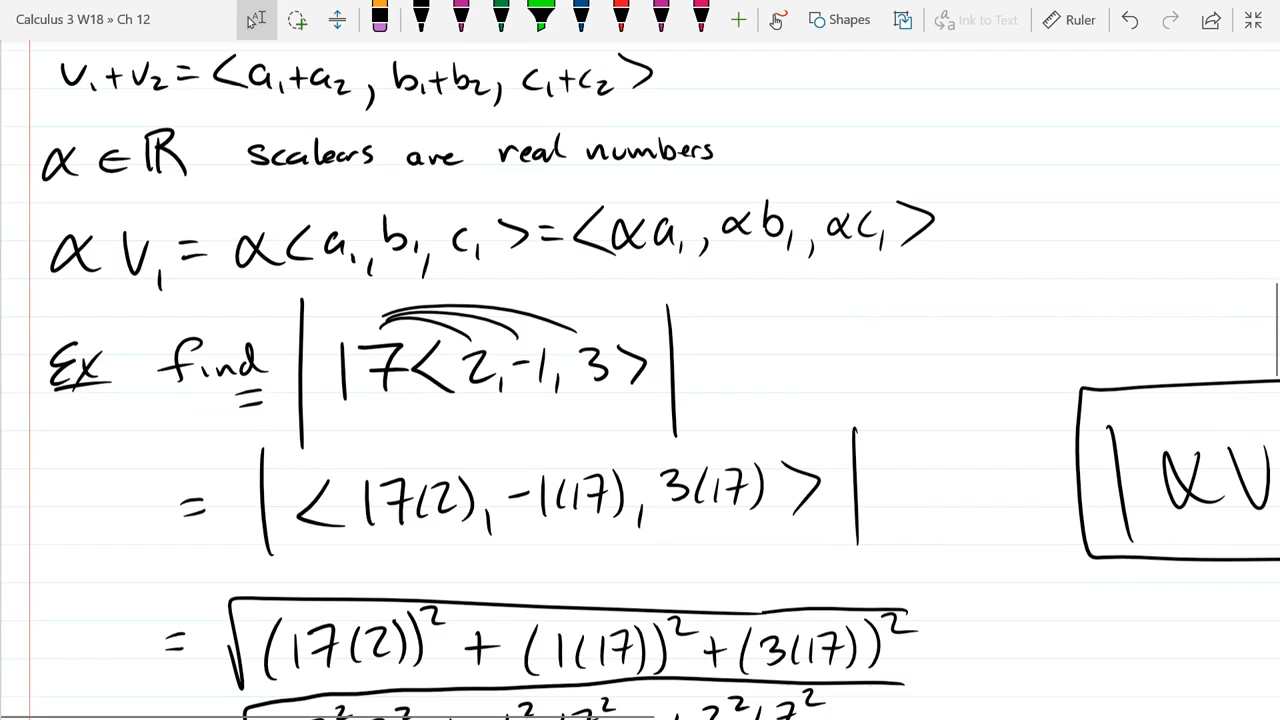 Calculus 3 W18 » Ch 12
Shapes
Ink to Text
Ruler
v₁+v₂ = <a₁+a₂, b₁+b₂, c₁+c₂>
α ∈ ℝ scalears are real numbers
α v₁ = α<a₁, b₁, c₁> = <αa₁, αb₁, αc₁>
Ex find |17<2,-1,3>|
= |<17(2), -1(17), 3(17)>|
| αV
= √((17(2))² + (1(17))² + (3(17))²)